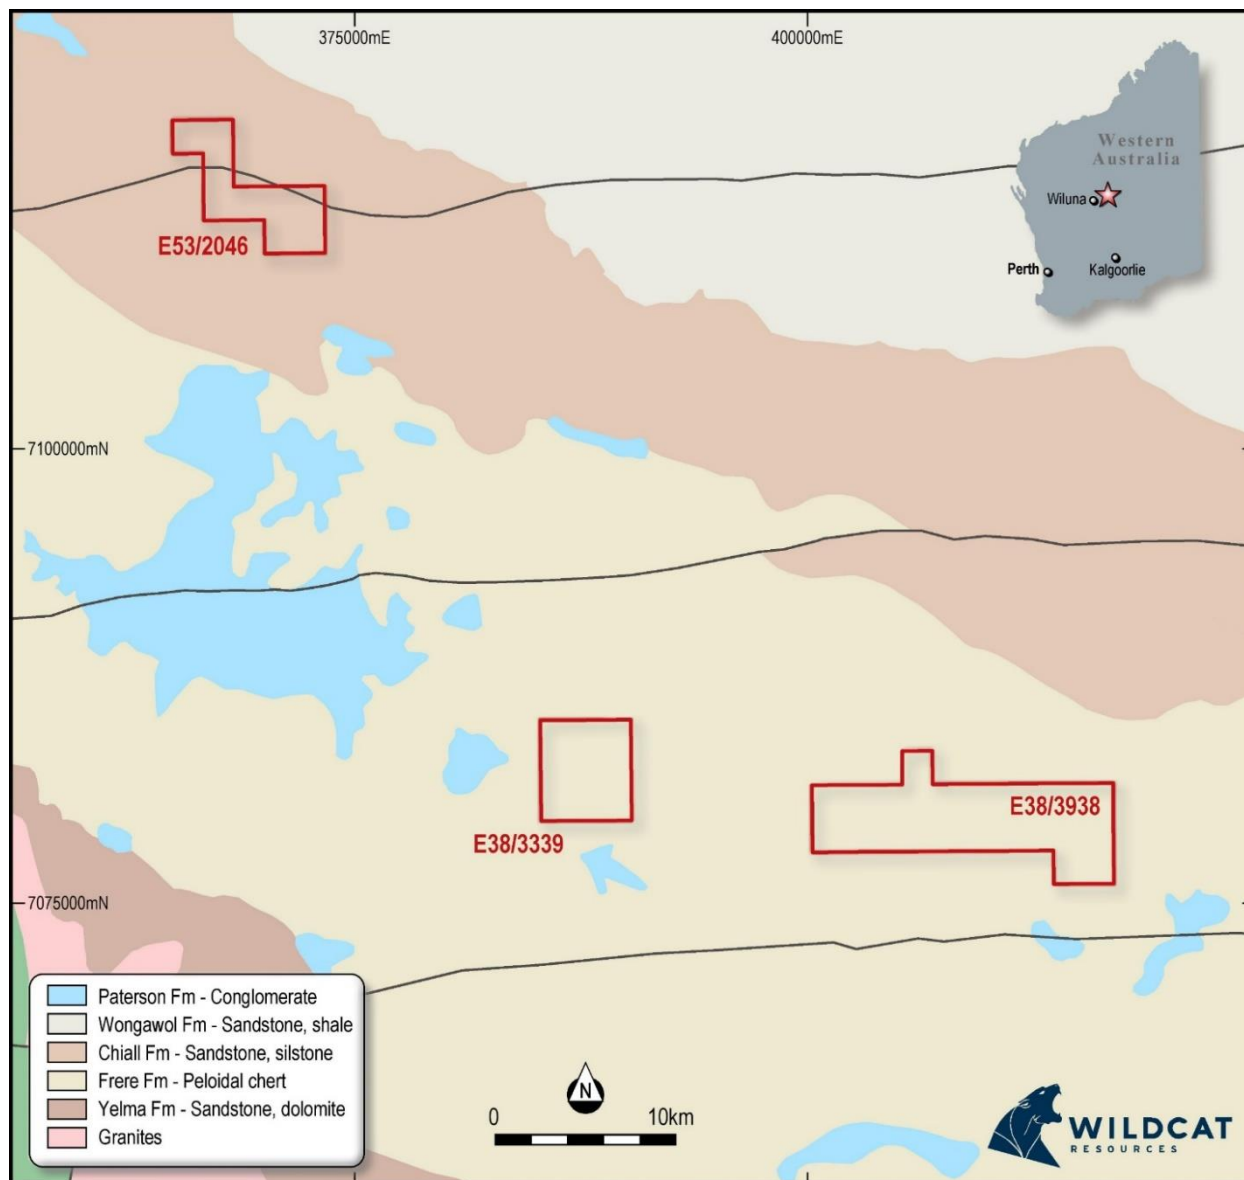 375000mE
400000mE
Western
Australia
Wiluna
Perth
Kalgoorlie
E53/2046
7100000mN
E38/3339
E38/3938
7075000mN
Paterson Fm - Conglomerate
Wongawol Fm - Sandstone, shale
Chiall Fm - Sandstone, silstone
Frere Fm - Peloidal chert
Yelma Fm - Sandstone, dolomite
Granites
N
0 10km
WILDCAT
RESOURCES